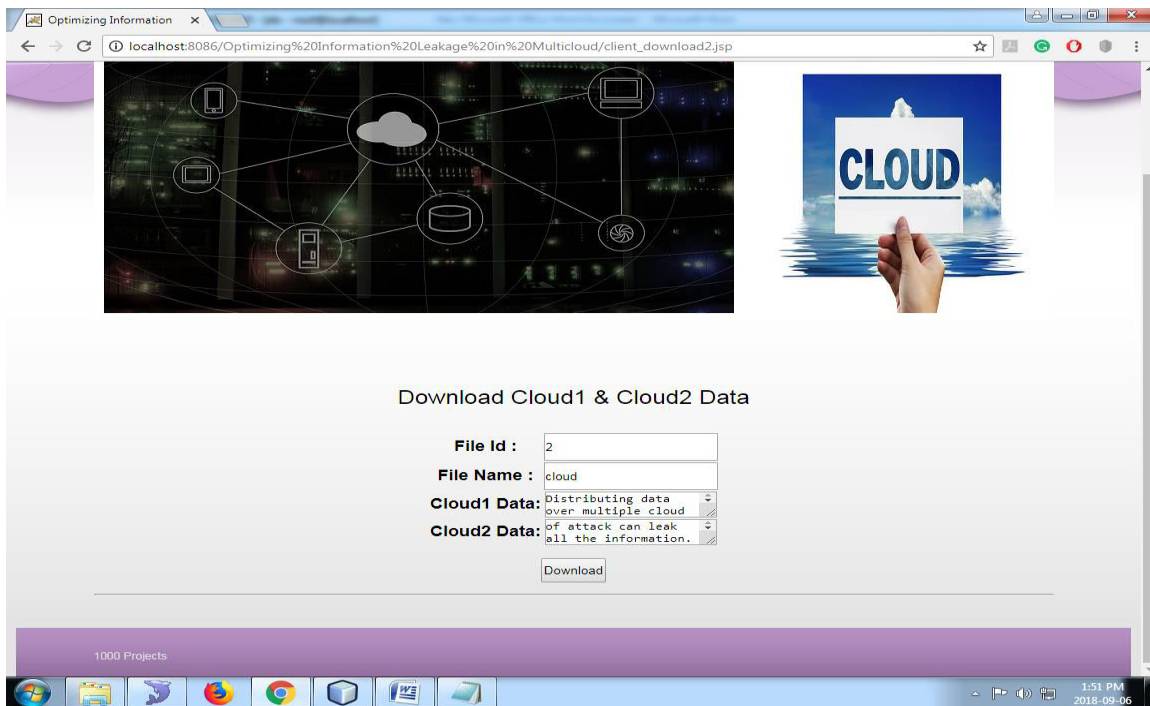 Optimizing Information
localhost:8086/Optimizing%20Information%20Leakage%20in%20Multicloud/client_download2.jsp
CLOUD
Download Cloud1 & Cloud2 Data
File Id : 2
File Name : cloud
Cloud1 Data: Distributing data
over multiple cloud
Cloud2 Data: of attack can leak
all the information.
Download
1000 Projects
1:51 PM
2018-09-06